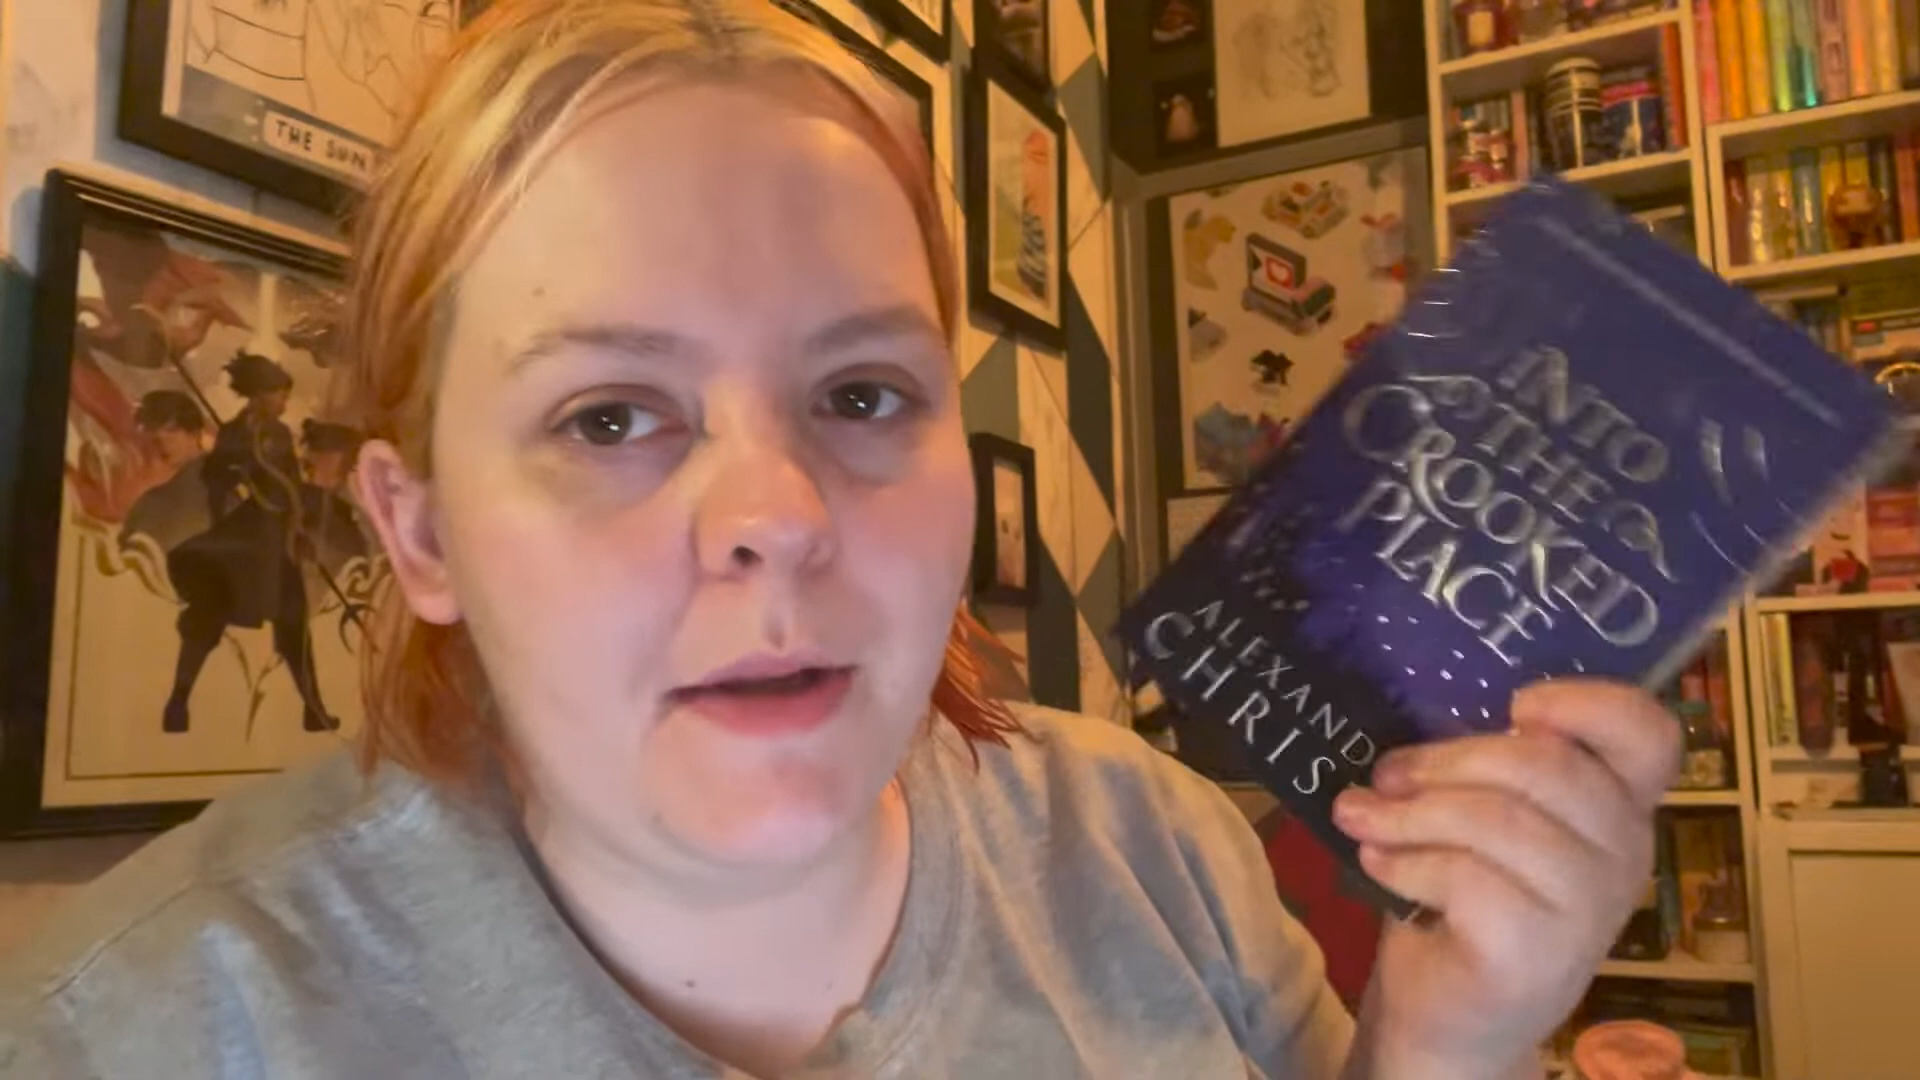 THE SUN
INTO
THE
CROOKED
PLACE
ALEXAND
CHRIS